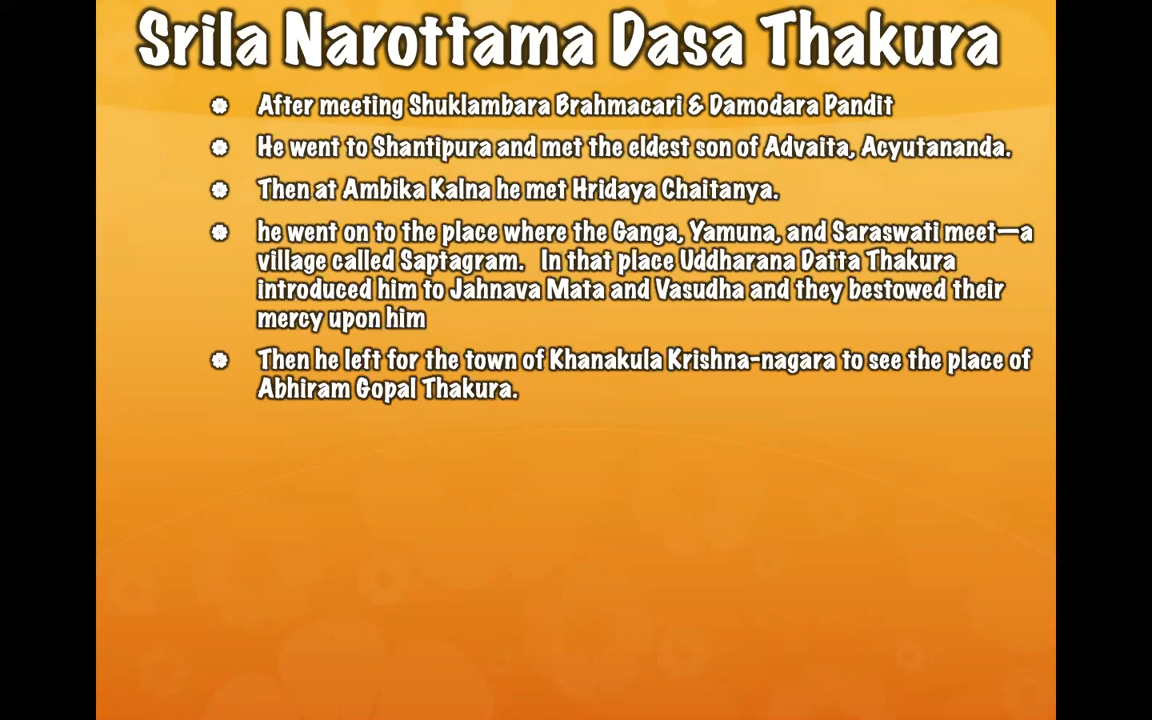 Srila Narottama Dasa Thakura
After meeting Shuklambara Brahmacari & Damodara Pandit
He went to Shantipura and met the eldest son of Advaita, Acyutananda.
Then at Ambika Kalna he met Hridaya Chaitanya.
he went on to the place where the Ganga, Yamuna, and Saraswati meet—a
village called Saptagram.   In that place Uddharana Datta Thakura
introduced him to Jahnava Mata and Vasudha and they bestowed their
mercy upon him
Then he left for the town of Khanakula Krishna-nagara to see the place of
Abhiram Gopal Thakura.